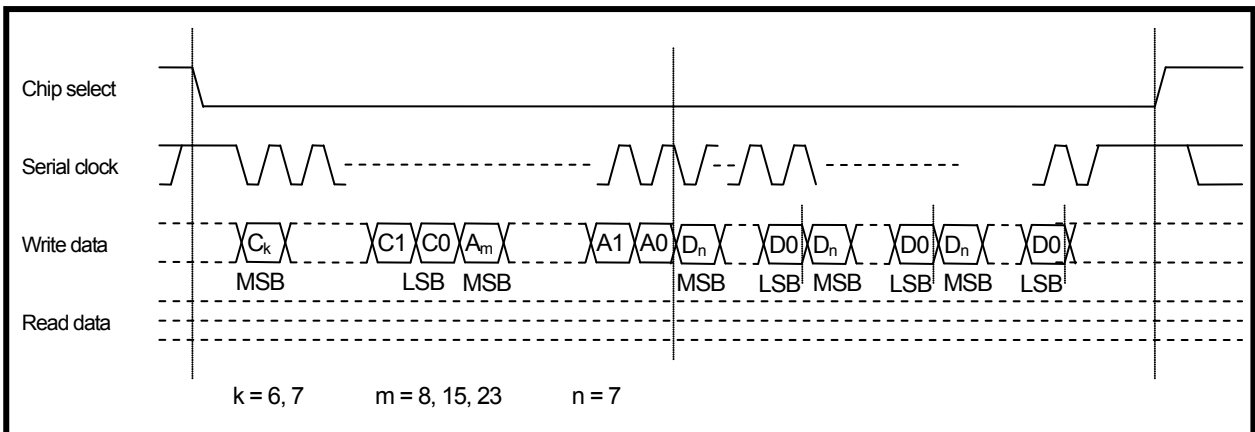 Chip select
Serial clock
Write data
Ck C1 C0 Am A1 A0 Dn D0 Dn D0 Dn D0
MSB LSB MSB MSB LSB MSB LSB MSB LSB
Read data
k = 6, 7 m = 8, 15, 23 n = 7